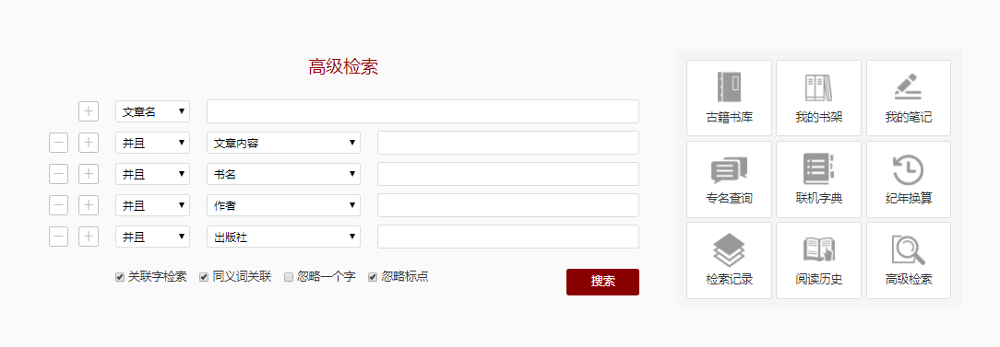 高级检索
文章名
并且 文章内容
并且 书名
并且 作者
并且 出版社
关联字检索 同义词关联 忽略一个字 忽略标点
搜索
古籍书库 我的书架 我的笔记
专名查询 联机字典 纪年换算
检索记录 阅读历史 高级检索